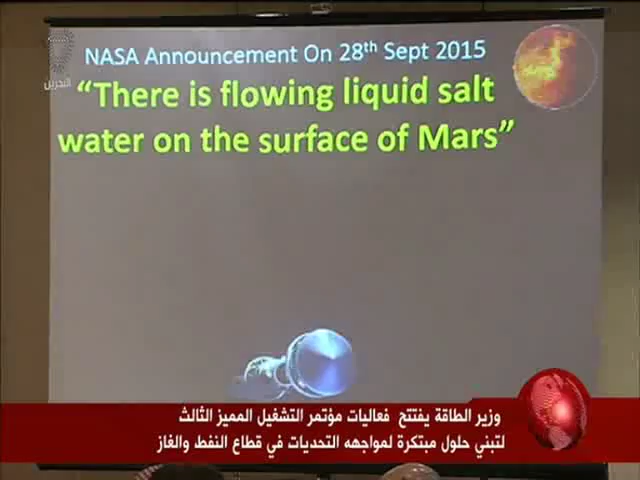 البحرين
NASA Announcement On 28th Sept 2015
“There is flowing liquid salt
water on the surface of Mars”
وزير الطاقة يفتتح فعاليات مؤتمر التشغيل المميز الثالث
لتبني حلول مبتكرة لمواجهه التحديات في قطاع النفط والغاز